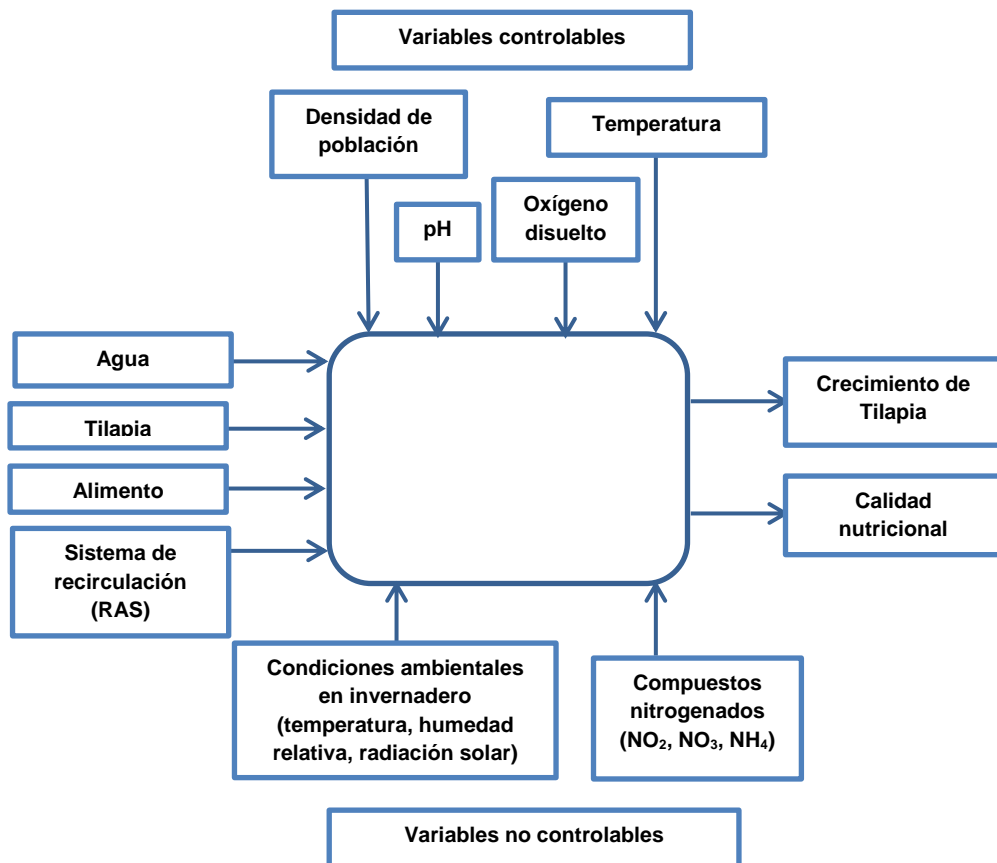 Variables controlables
Densidad de
población
Temperatura
pH
Oxígeno
disuelto
Agua
Tilapia
Alimento
Sistema de
recirculación
(RAS)
Crecimiento de
Tilapia
Calidad
nutricional
Condiciones ambientales
en invernadero
(temperatura, humedad
relativa, radiación solar)
Compuestos
nitrogenados
(NO₂, NO₃, NH₄)
Variables no controlables